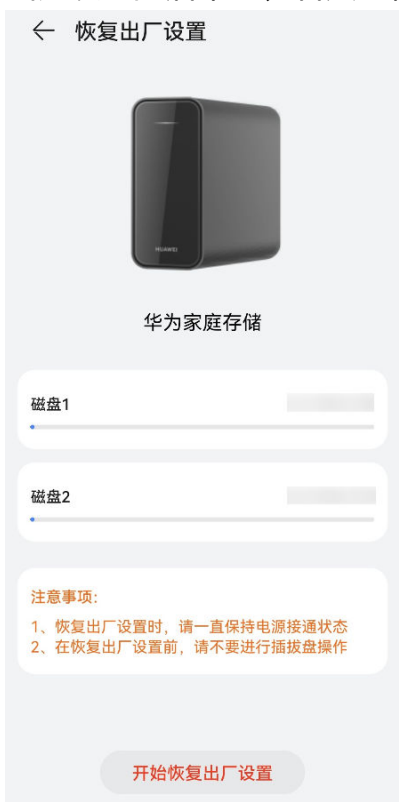 恢复出厂设置
HUAWEI
华为家庭存储
磁盘1
磁盘2
注意事项：
1、恢复出厂设置时，请一直保持电源接通状态
2、在恢复出厂设置前，请不要进行插拔盘操作
开始恢复出厂设置